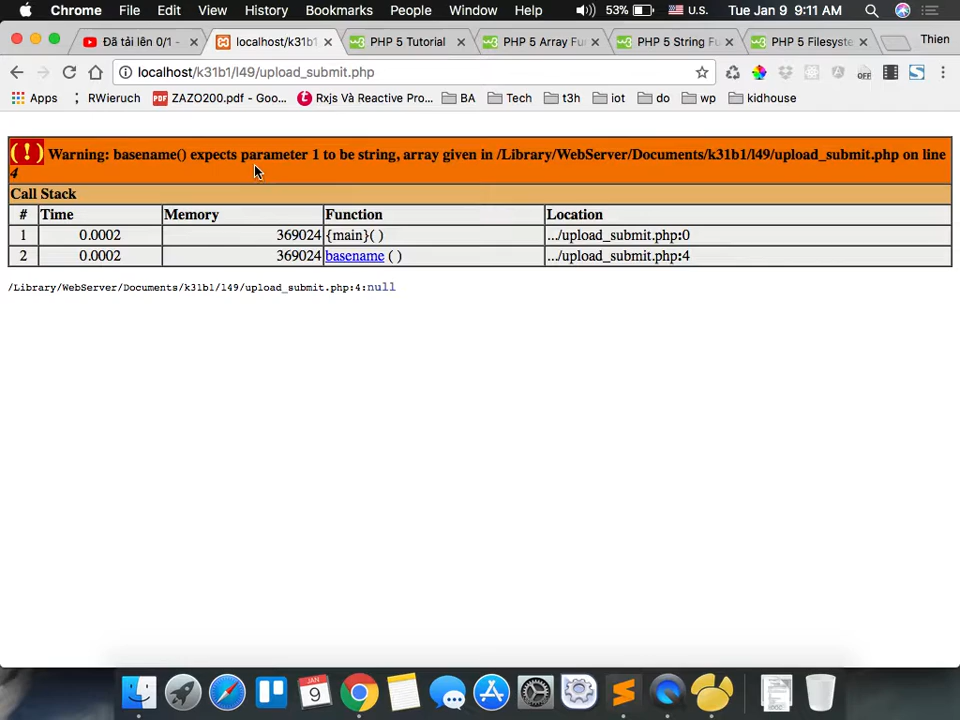 Chrome File Edit View History Bookmarks People Window Help 53% U.S. Tue Jan 9 9:11 AM
Đã tải lên 0/1 - localhost/k31b1 PHP 5 Tutorial PHP 5 Array Fu PHP 5 String Fu PHP 5 Filesyste Thien
localhost/k31b1/l49/upload_submit.php OFF
Apps RWieruch ZAZO200.pdf - Goo... Rxjs Và Reactive Pro... BA Tech t3h iot do wp kidhouse
( ! ) Warning: basename() expects parameter 1 to be string, array given in /Library/WebServer/Documents/k31b1/l49/upload_submit.php on line
4
Call Stack
# Time Memory Function Location
1 0.0002 369024 {main}( ) .../upload_submit.php:0
2 0.0002 369024 basename ( ) .../upload_submit.php:4
/Library/WebServer/Documents/k31b1/l49/upload_submit.php:4:null
JAN
9